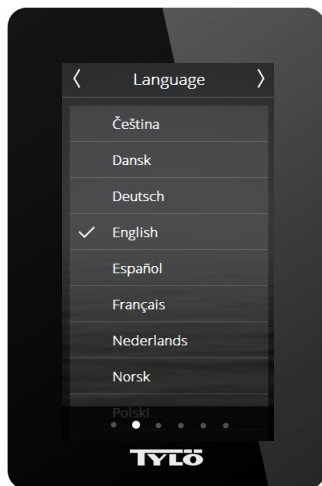 Language
Čeština
Dansk
Deutsch
English
Español
Français
Nederlands
Norsk
Polski
TYLÖ